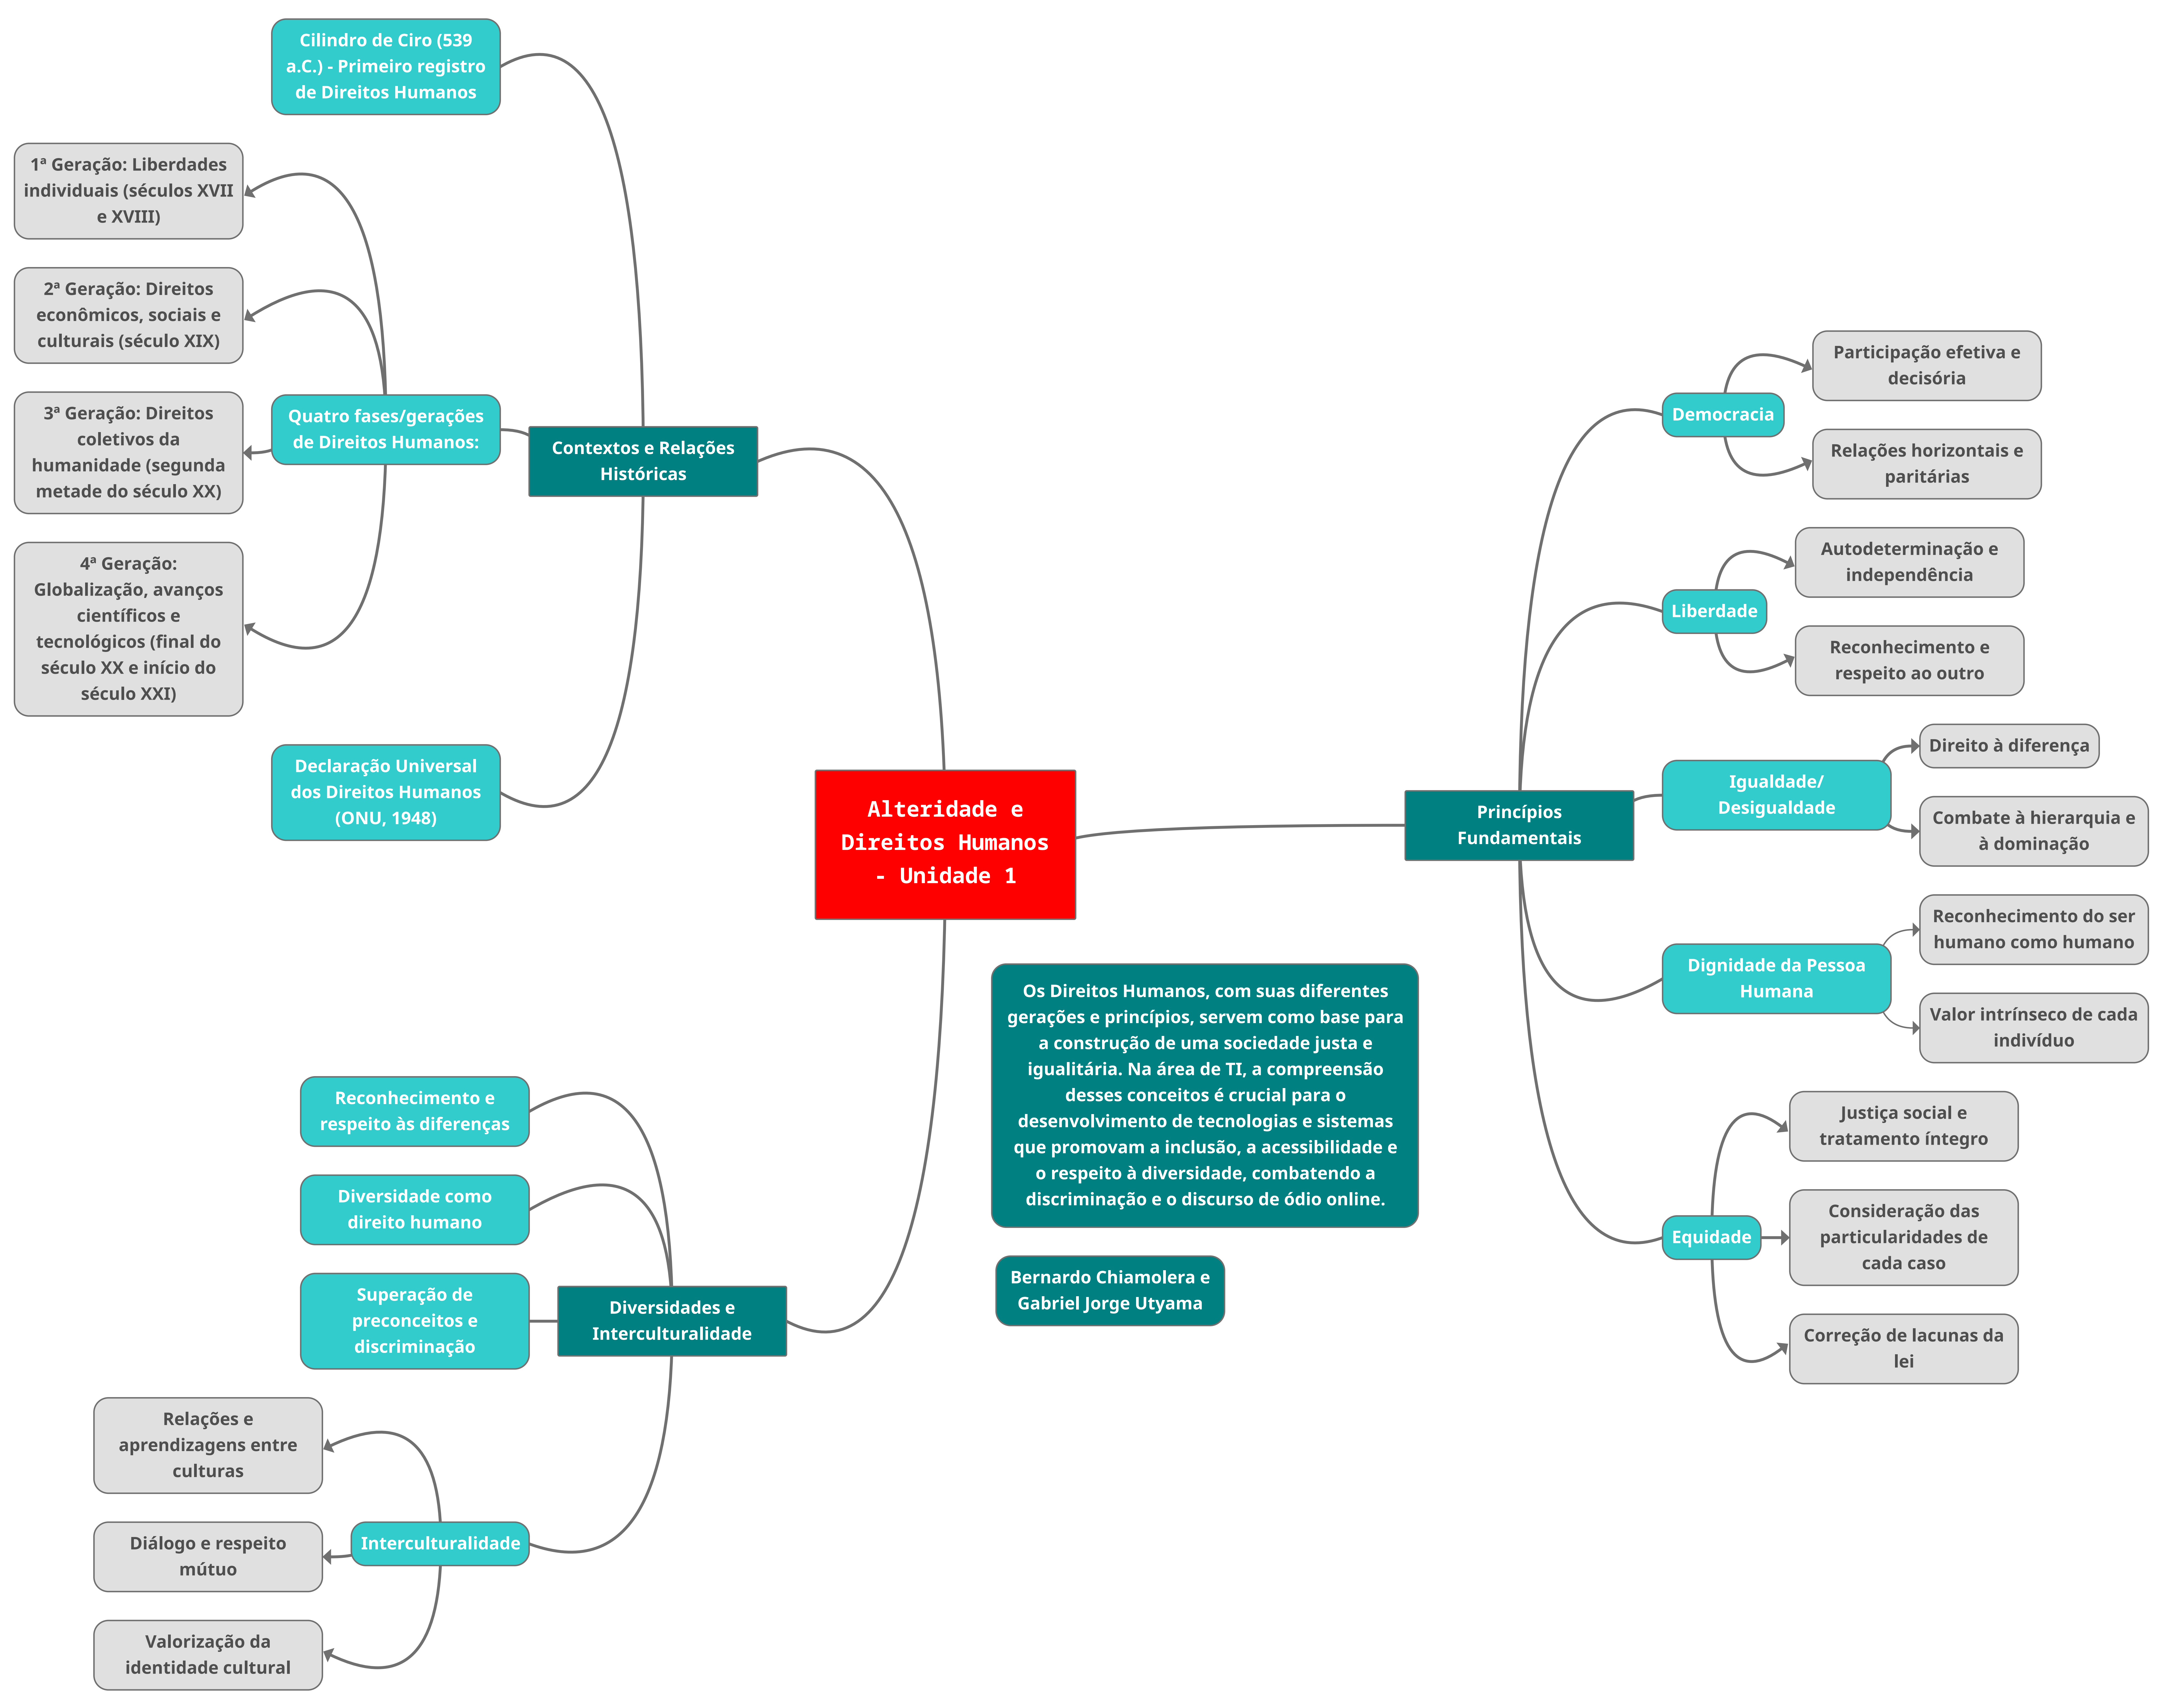 Cilindro de Ciro (539
a.C.) - Primeiro registro
de Direitos Humanos
1ª Geração: Liberdades
individuais (séculos XVII
e XVIII)
2ª Geração: Direitos
econômicos, sociais e
culturais (século XIX)
3ª Geração: Direitos
coletivos da
humanidade (segunda
metade do século XX)
4ª Geração:
Globalização, avanços
científicos e
tecnológicos (final do
século XX e início do
século XXI)
Quatro fases/gerações
de Direitos Humanos:
Declaração Universal
dos Direitos Humanos
(ONU, 1948)
Contextos e Relações
Históricas
Alteridade e
Direitos Humanos
- Unidade 1
Princípios
Fundamentais
Democracia
Participação efetiva e
decisória
Relações horizontais e
paritárias
Liberdade
Autodeterminação e
independência
Reconhecimento e
respeito ao outro
Igualdade/
Desigualdade
Direito à diferença
Combate à hierarquia e
à dominação
Dignidade da Pessoa
Humana
Reconhecimento do ser
humano como humano
Valor intrínseco de cada
indivíduo
Equidade
Justiça social e
tratamento íntegro
Consideração das
particularidades de
cada caso
Correção de lacunas da
lei
Os Direitos Humanos, com suas diferentes
gerações e princípios, servem como base para
a construção de uma sociedade justa e
igualitária. Na área de TI, a compreensão
desses conceitos é crucial para o
desenvolvimento de tecnologias e sistemas
que promovam a inclusão, a acessibilidade e
o respeito à diversidade, combatendo a
discriminação e o discurso de ódio online.
Bernardo Chiamolera e
Gabriel Jorge Utyama
Reconhecimento e
respeito às diferenças
Diversidade como
direito humano
Superação de
preconceitos e
discriminação
Diversidades e
Interculturalidade
Interculturalidade
Relações e
aprendizagens entre
culturas
Diálogo e respeito
mútuo
Valorização da
identidade cultural